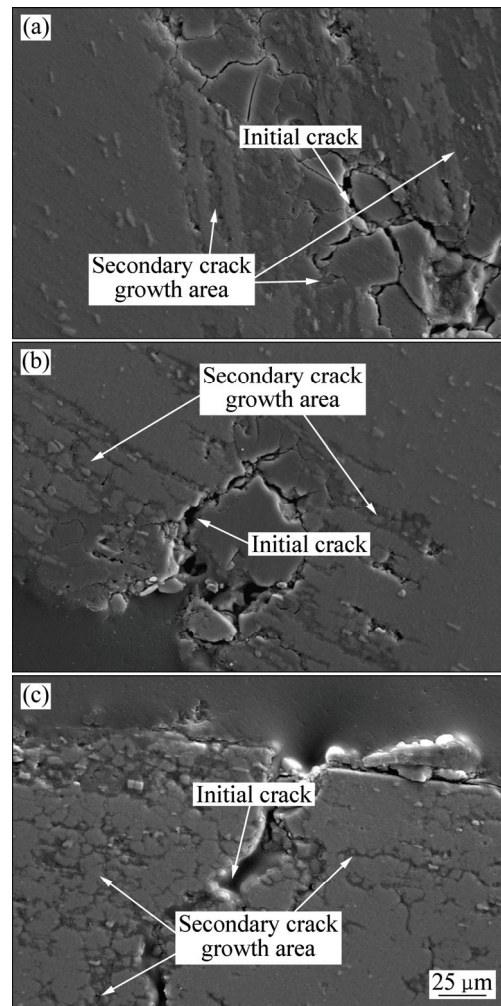 (a)
Initial crack
Secondary crack
growth area
(b)
Secondary crack
growth area
Initial crack
(c)
Initial crack
Secondary crack
growth area
25 μm